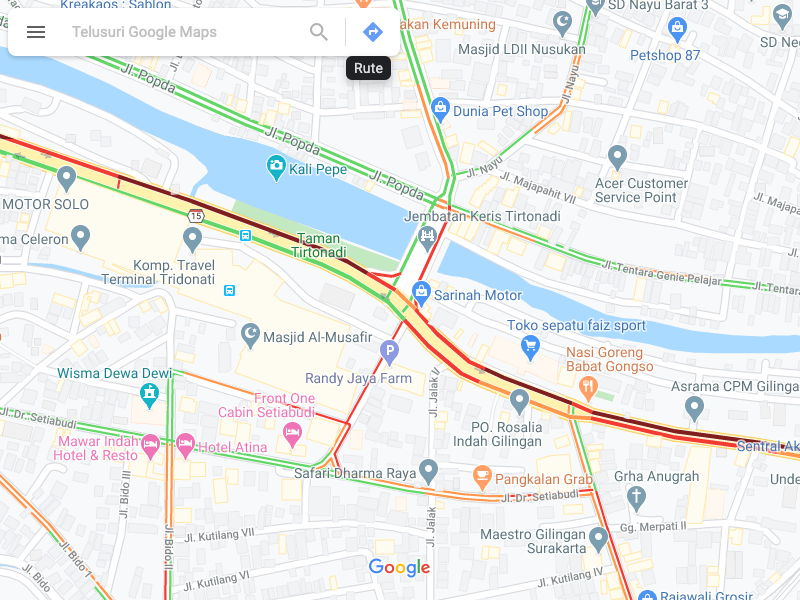 Kreakaos : Sablon
SD Nayu Barat 3
Telusuri Google Maps
akan Kemuning
Masjid LDII Nusukan
Petshop 87
SD Ne
Rute
Jl. Popda
Jl. Nayu
Dunia Pet Shop
Jl. Popda
Kali Pepe
Jl. Nayu
Acer Customer
Service Point
Jl. Majapahit VII
Jl. Majap
Jl. Popda
MOTOR SOLO
15
Jembatan Keris Tirtonadi
ma Celeron
Taman
Tirtonadi
Komp. Travel
Terminal Tridonati
Jl. Tentara Genie Pelajar
Jl. Tentara
Sarinah Motor
Toko sepatu faiz sport
Masjid Al-Musafir
P
Nasi Goreng
Babat Gongso
Wisma Dewa Dewi
Randy Jaya Farm
Jl. Jalak II
Asrama CPM Gilinga
Front One
Cabin Setiabudi
Jl. Dr. Setiabudi
PO. Rosalia
Indah Gilingan
Mawar Indah
Hotel & Resto
Hotel Atina
Sentral Ak
Safari Dharma Raya
Pangkalan Grab
Grha Anugrah
Unde
Jl. Bido III
Jl. Dr. Setiabudi
Jl. Jalak
Gg. Merpati II
Jl. Kutilang VII
Jl. Bido II
Maestro Gilingan
Surakarta
Jl. Bido 1
Google
Jl. Bido
Jl. Kutilang VI
Jl. Kutilang IV
Rajawali Grosir